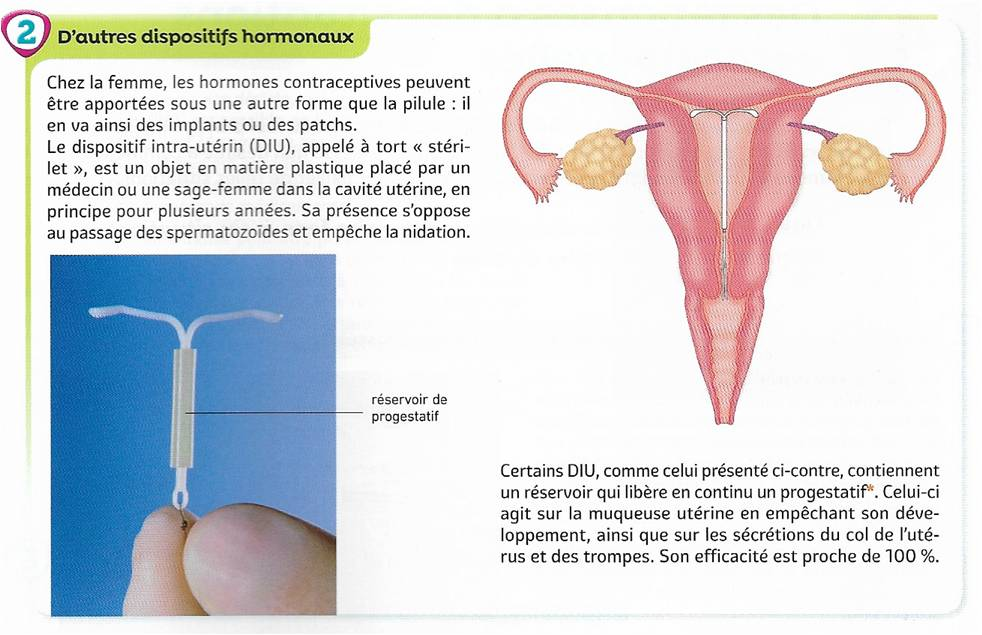 2
D'autres dispositifs hormonaux
Chez la femme, les hormones contraceptives peuvent
être apportées sous une autre forme que la pilule : il
en va ainsi des implants ou des patchs.
Le dispositif intra-utérin (DIU), appelé à tort « stéri-
let », est un objet en matière plastique placé par un
médecin ou une sage-femme dans la cavité utérine, en
principe pour plusieurs années. Sa présence s'oppose
au passage des spermatozoïdes et empêche la nidation.
réservoir de
progestatif
Certains DIU, comme celui présenté ci-contre, contiennent
un réservoir qui libère en continu un progestatif*. Celui-ci
agit sur la muqueuse utérine en empêchant son déve-
loppement, ainsi que sur les sécrétions du col de l'uté-
rus et des trompes. Son efficacité est proche de 100 %.